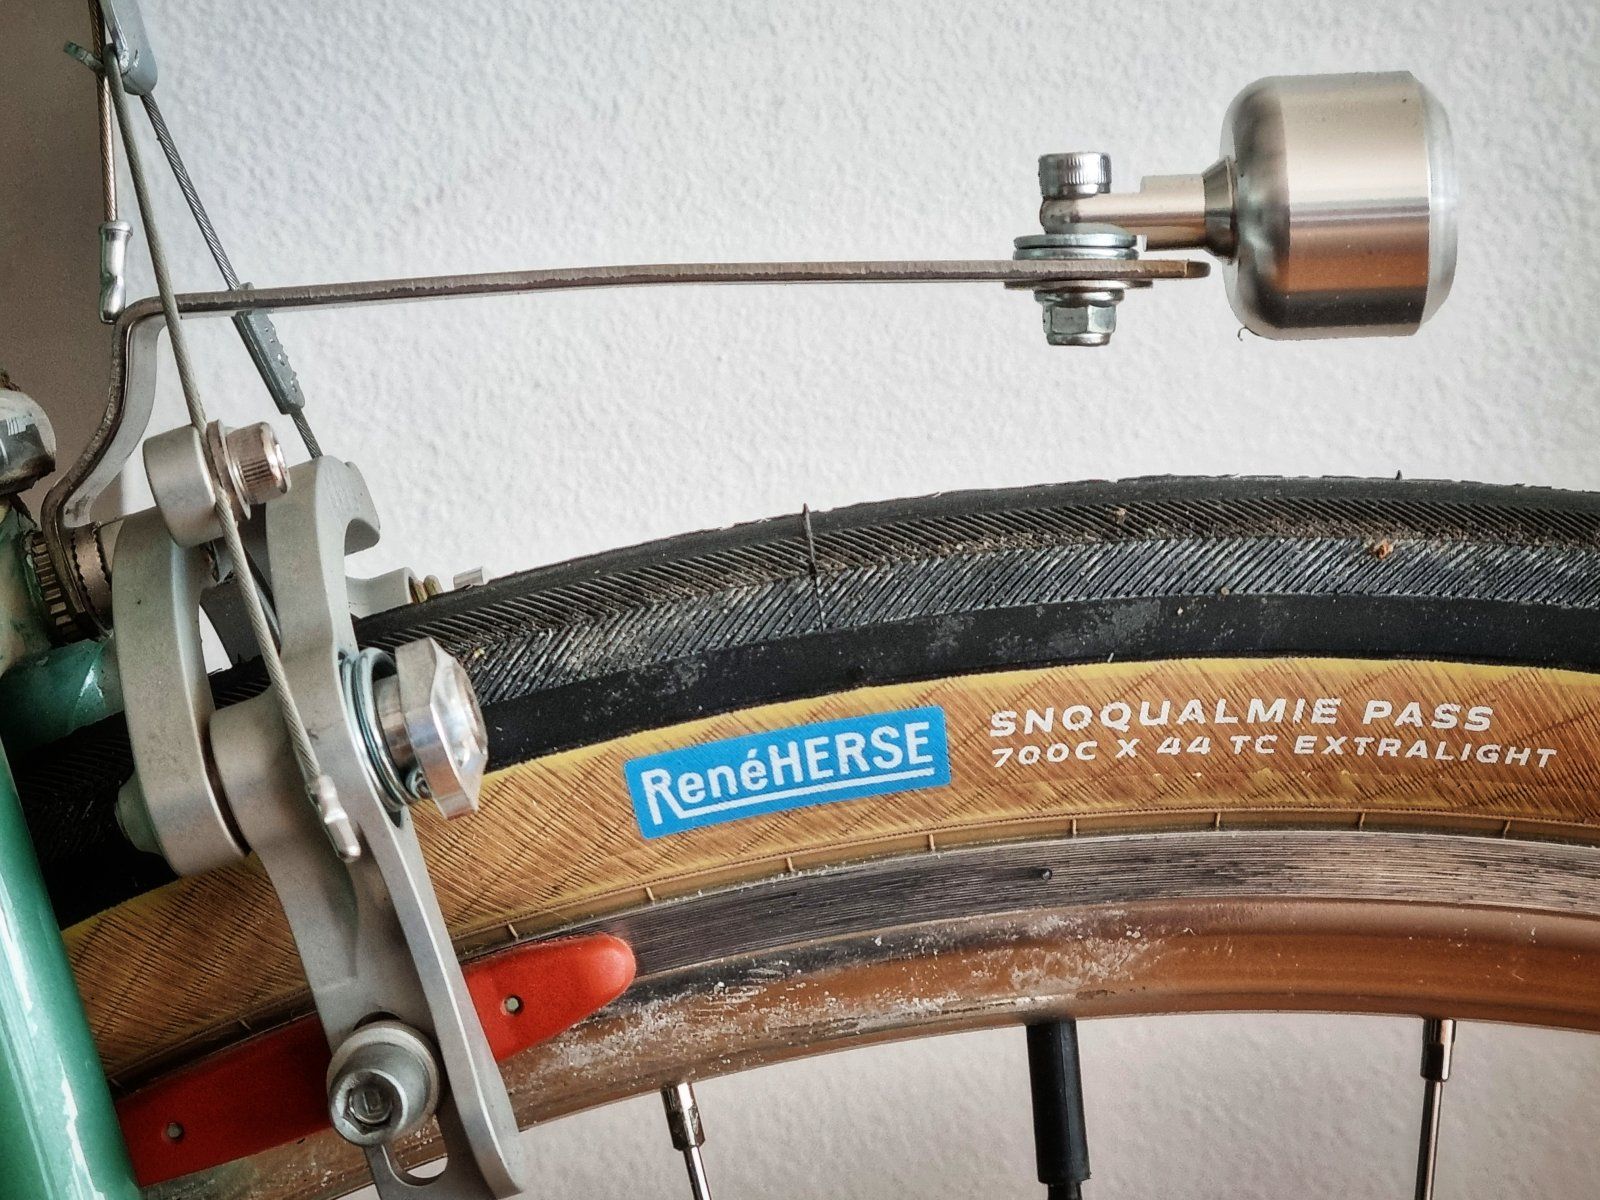 RenéHERSE
SNOQUALMIE PASS
700C X 44 TC EXTRALIGHT